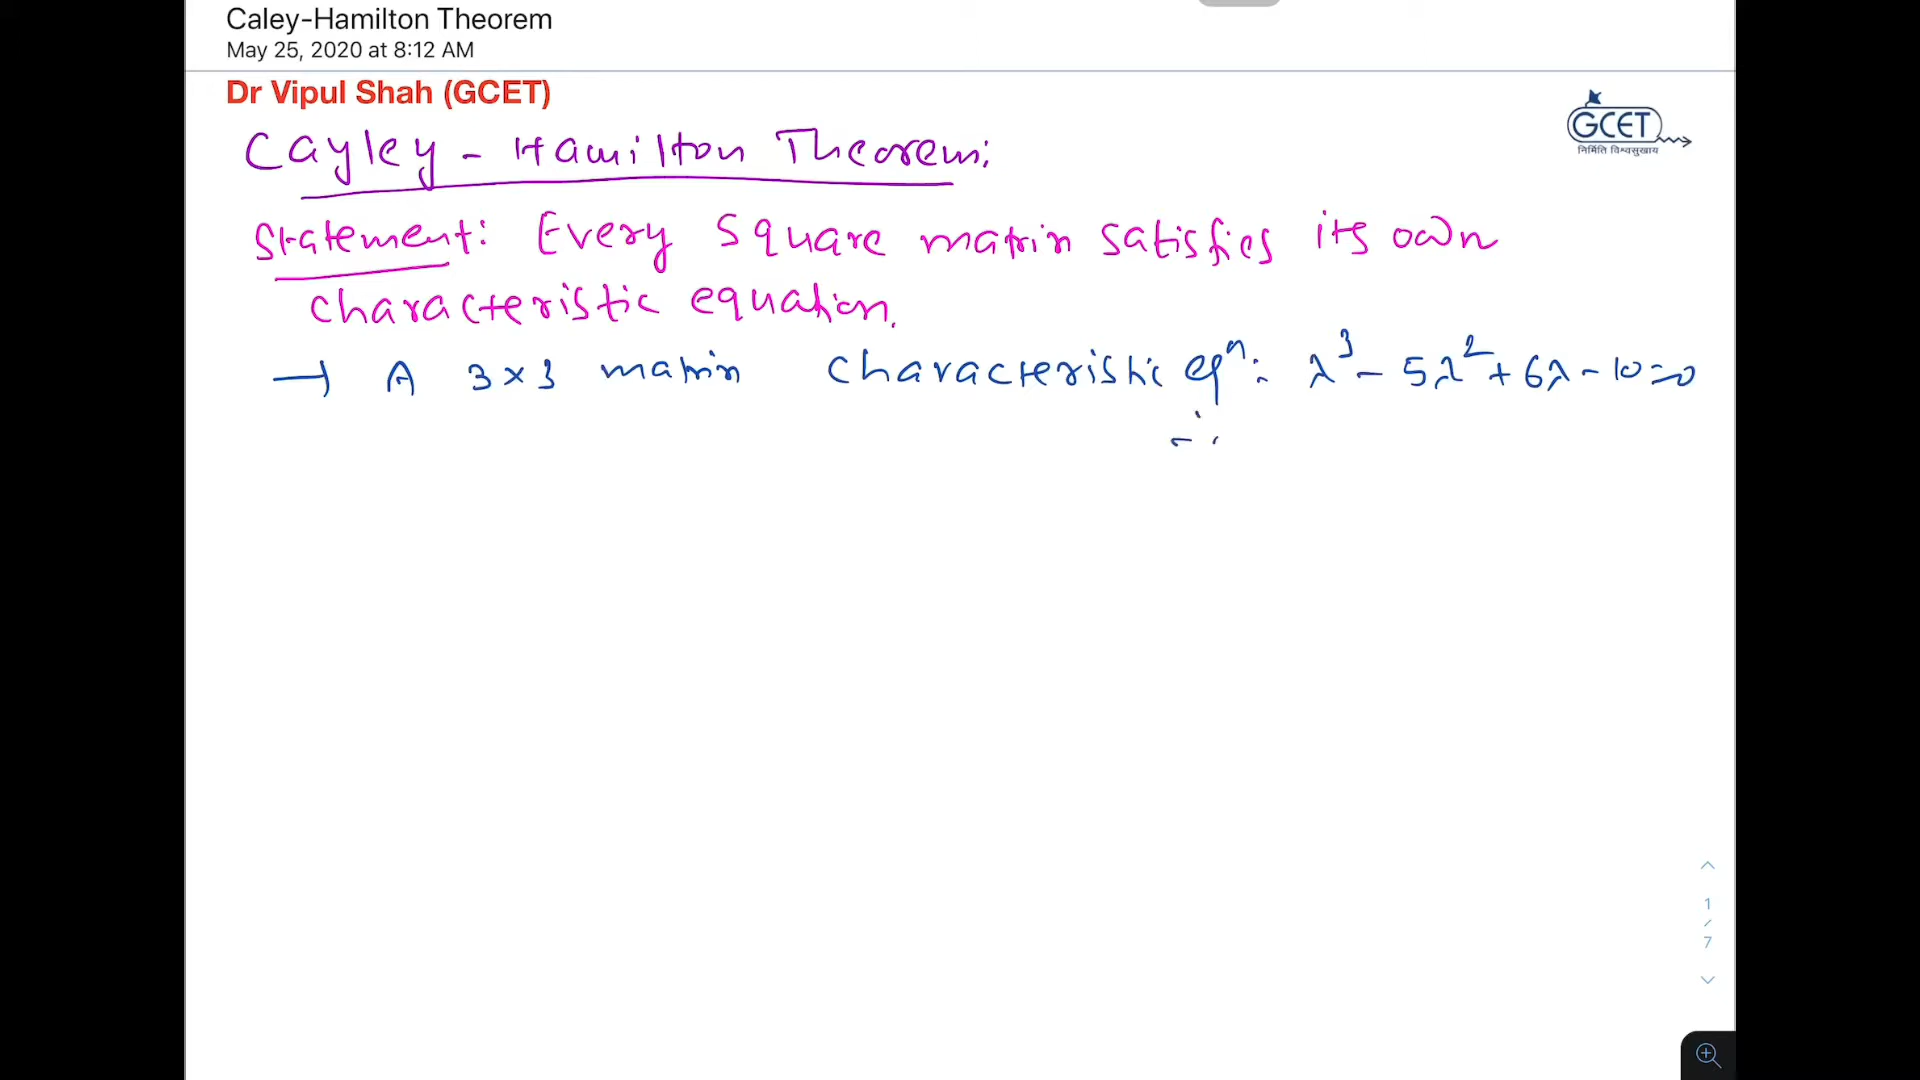 Caley-Hamilton Theorem
May 25, 2020 at 8:12 AM
Dr Vipul Shah (GCET)
GCET
निर्मिति विश्वसुखाय
Cayley - Hamilton Theorem:
Statement: Every Square matrix satisfies its own
characteristic equation.
→ A 3×3 matrix characteristic eqⁿ: λ³ - 5λ² + 6λ - 10 = 0
∴
1
/
7